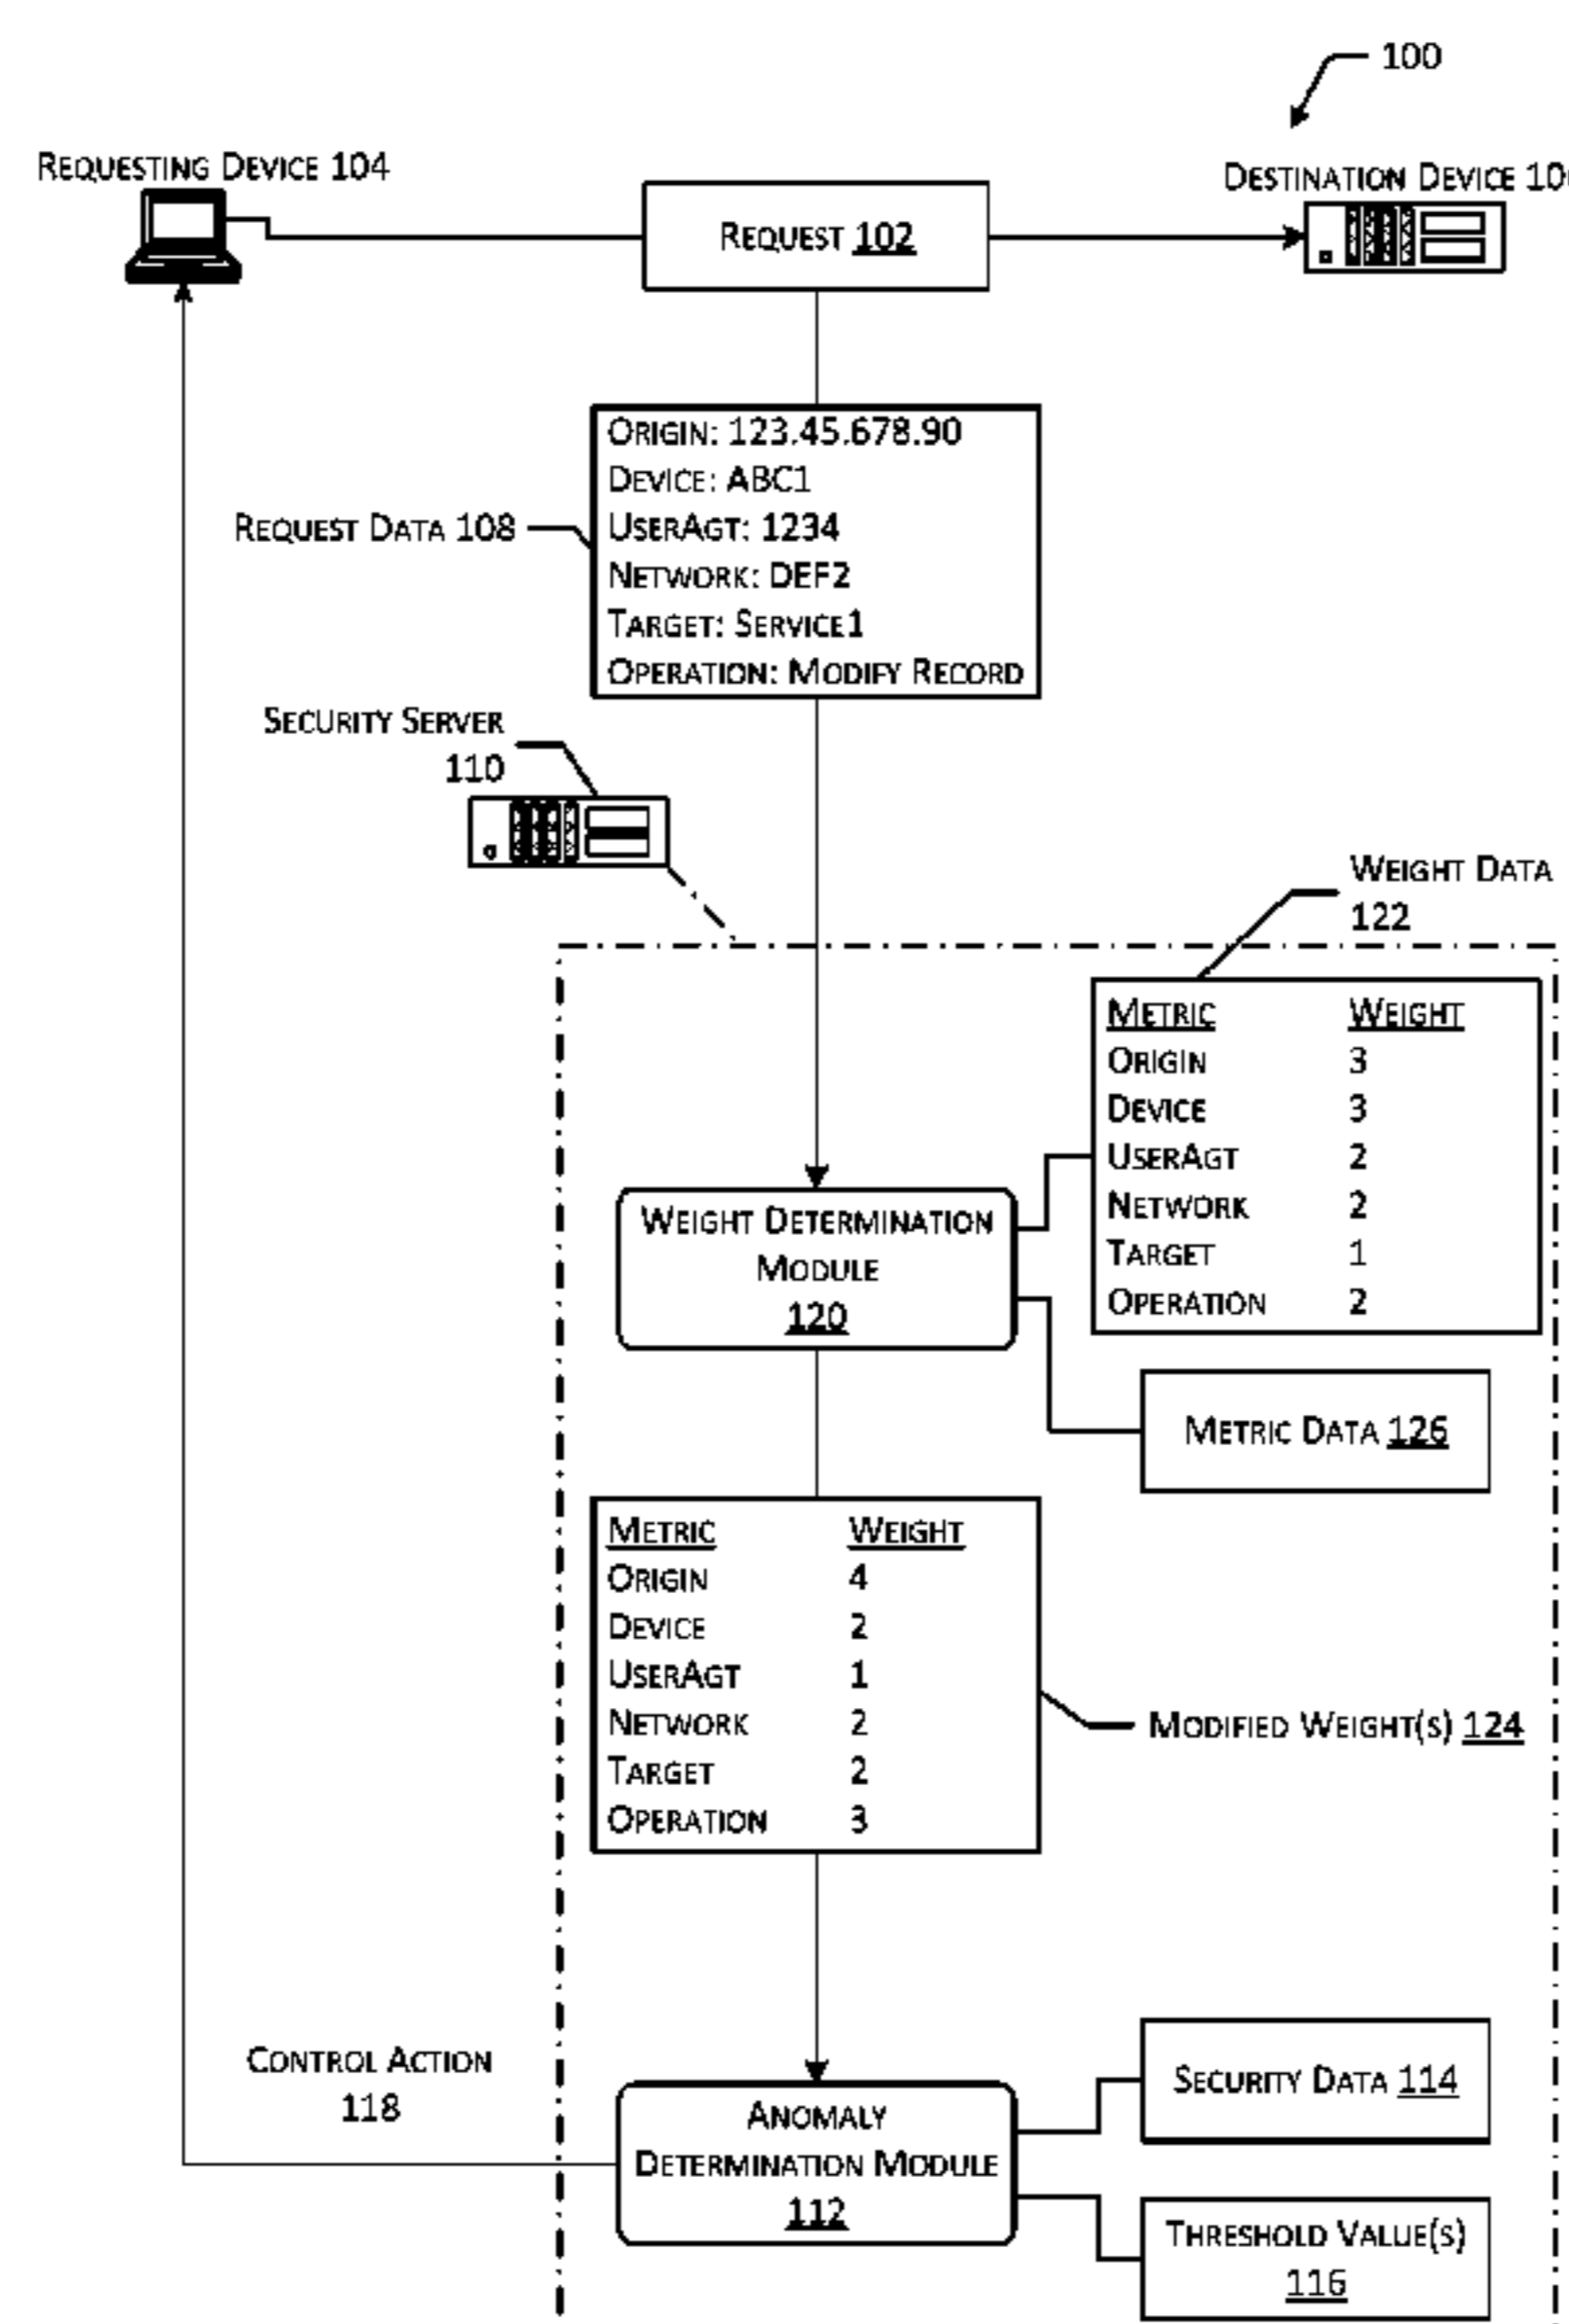 100
REQUESTING DEVICE 104
DESTINATION DEVICE
REQUEST 102
ORIGIN: 123.45.678.90
DEVICE: ABC1
USERAGT: 1234
NETWORK: DEF2
TARGET: SERVICE1
OPERATION: MODIFY RECORD
REQUEST DATA 108
SECURITY SERVER
110
WEIGHT DATA
122
METRIC WEIGHT
ORIGIN 3
DEVICE 3
USERAGT 2
NETWORK 2
TARGET 1
OPERATION 2
WEIGHT DETERMINATION
MODULE
120
METRIC DATA 126
METRIC WEIGHT
ORIGIN 4
DEVICE 2
USERAGT 1
NETWORK 2
TARGET 2
OPERATION 3
MODIFIED WEIGHT(S) 124
CONTROL ACTION
118
ANOMALY
DETERMINATION MODULE
112
SECURITY DATA 114
THRESHOLD VALUE(S)
116